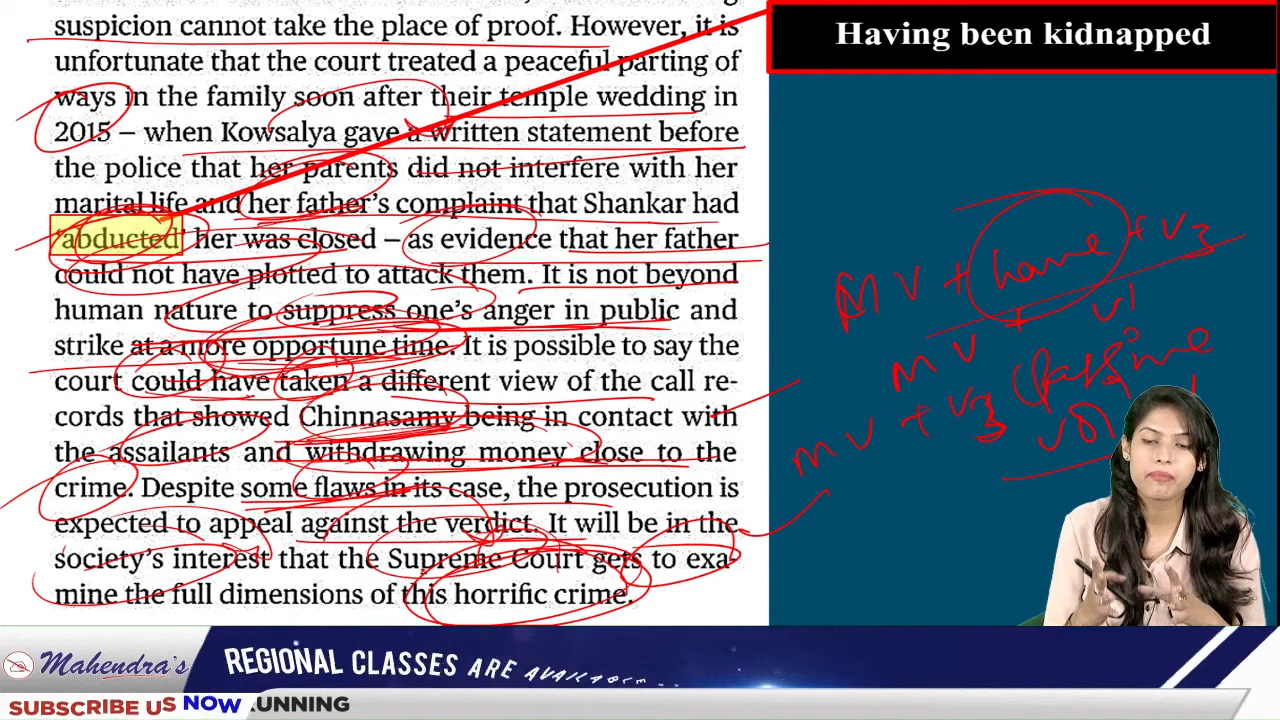 suspicion cannot take the place of proof. However, it is
unfortunate that the court treated a peaceful parting of
ways in the family soon after their temple wedding in
2015 – when Kowsalya gave a written statement before
the police that her parents did not interfere with her
marital life and her father's complaint that Shankar had
'abducted' her was closed – as evidence that her father
could not have plotted to attack them. It is not beyond
human nature to suppress one's anger in public and
strike at a more opportune time. It is possible to say the
court could have taken a different view of the call re-
cords that showed Chinnasamy being in contact with
the assailants and withdrawing money close to the
crime. Despite some flaws in its case, the prosecution is
expected to appeal against the verdict. It will be in the
society's interest that the Supreme Court gets to exa-
mine the full dimensions of this horrific crime.
Having been kidnapped
MV + have + V3
MV + V1
MV + V3 (passive
Mahendra's
REGIONAL CLASSES ARE AVAILABLE
SUBSCRIBE US NOW RUNNING